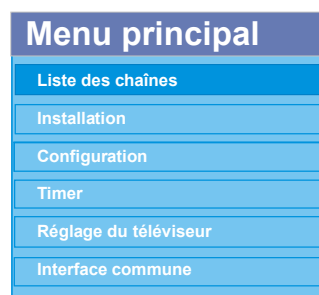 Menu principal
Liste des chaînes
Installation
Configuration
Timer
Réglage du téléviseur
Interface commune